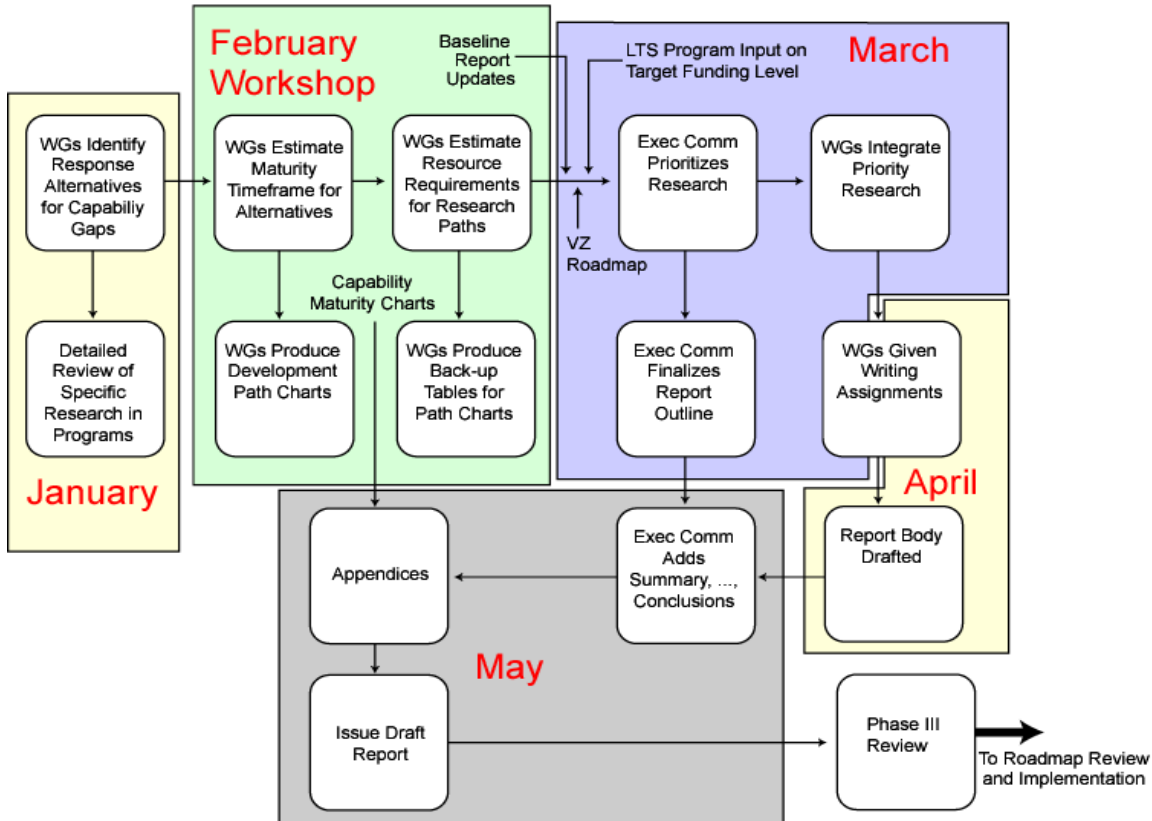 February
Workshop
Baseline
Report
Updates
LTS Program Input on
Target Funding Level
March
WGs Identify
Response
Alternatives
for Capabiliy
Gaps
WGs Estimate
Maturity
Timeframe for
Alternatives
WGs Estimate
Resource
Requirements
for Research
Paths
Exec Comm
Prioritizes
Research
WGs Integrate
Priority
Research
VZ
Roadmap
Capability
Maturity Charts
Detailed
Review of
Specific
Research in
Programs
WGs Produce
Development
Path Charts
WGs Produce
Back-up
Tables for
Path Charts
Exec Comm
Finalizes
Report
Outline
WGs Given
Writing
Assignments
January
April
Appendices
Exec Comm
Adds
Summary, ...,
Conclusions
Report Body
Drafted
May
Issue Draft
Report
Phase III
Review
To Roadmap Review
and Implementation